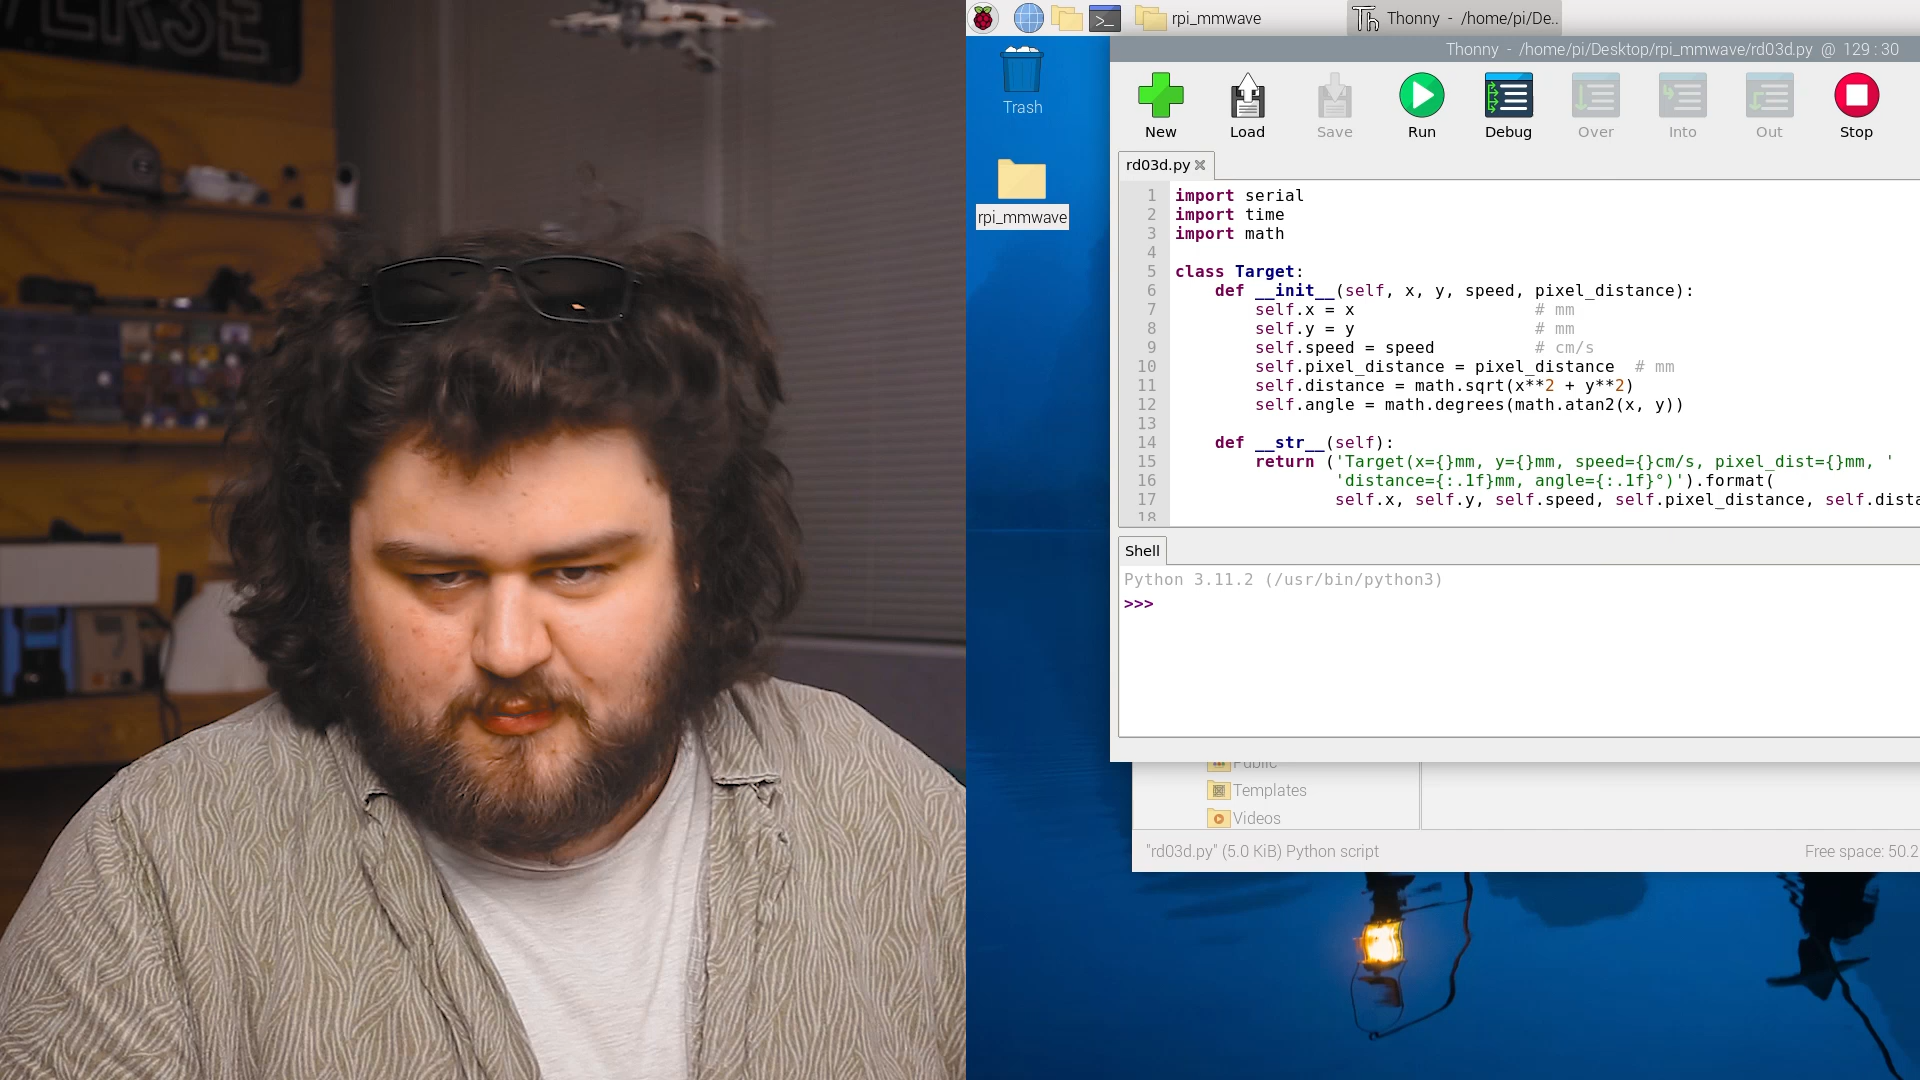 rpi_mmwave
Thonny - /home/pi/De..
Thonny - /home/pi/Desktop/rpi_mmwave/rd03d.py @ 129 : 30
Trash
rpi_mmwave
New
Load
Save
Run
Debug
Over
Into
Out
Stop
rd03d.py
1 import serial
2 import time
3 import math
4
5 class Target:
6 def __init__(self, x, y, speed, pixel_distance):
7 self.x = x # mm
8 self.y = y # mm
9 self.speed = speed # cm/s
10 self.pixel_distance = pixel_distance # mm
11 self.distance = math.sqrt(x**2 + y**2)
12 self.angle = math.degrees(math.atan2(x, y))
13
14 def __str__(self):
15 return ('Target(x={}mm, y={}mm, speed={}cm/s, pixel_dist={}mm, '
16 'distance={:.1f}mm, angle={:.1f}°)').format(
17 self.x, self.y, self.speed, self.pixel_distance, self.dista
18
Shell
Python 3.11.2 (/usr/bin/python3)
>>>
Public
Templates
Videos
"rd03d.py" (5.0 KiB) Python script
Free space: 50.2